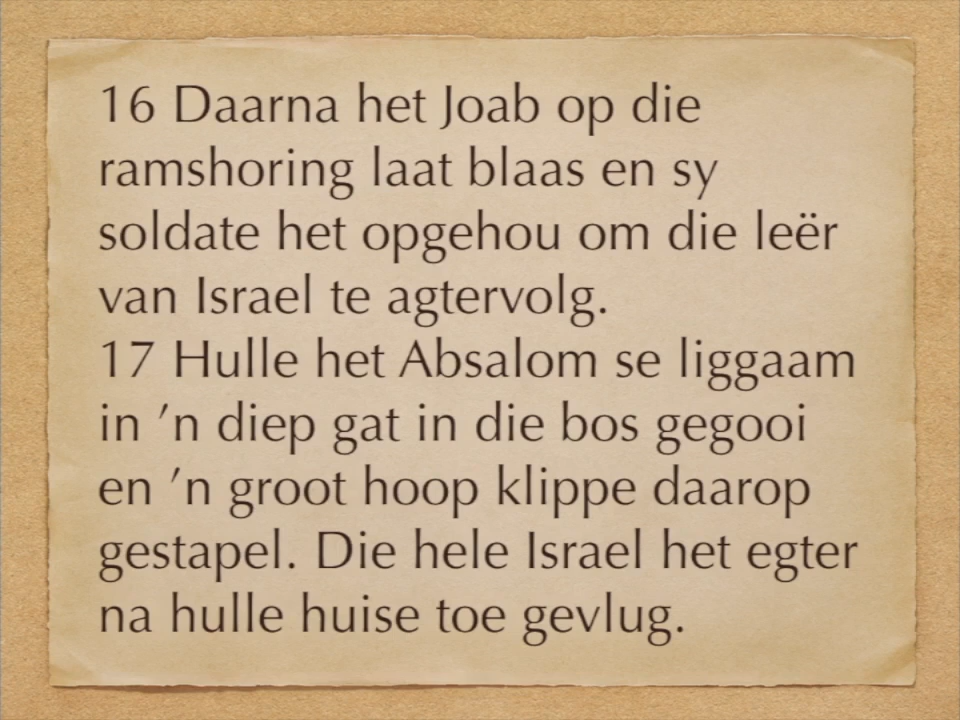 16 Daarna het Joab op die
ramshoring laat blaas en sy
soldate het opgehou om die leër
van Israel te agtervolg.
17 Hulle het Absalom se liggaam
in ’n diep gat in die bos gegooi
en ’n groot hoop klippe daarop
gestapel. Die hele Israel het egter
na hulle huise toe gevlug.